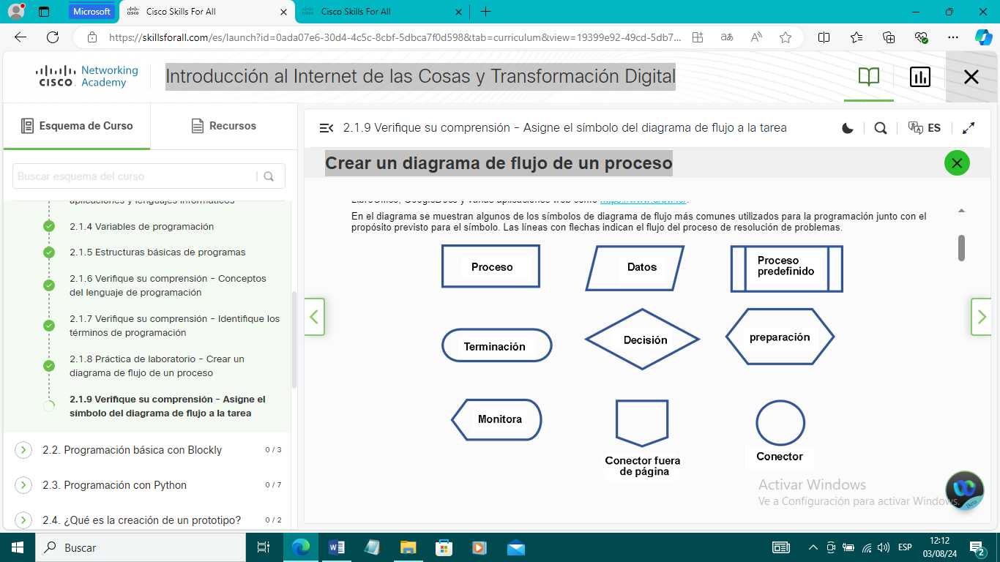 Microsoft
Cisco Skills For All
Cisco Skills For All
https://skillsforall.com/es/launch?id=0ada07e6-30d4-4c5c-8cbf-5dbca7f0d598&tab=curriculum&view=19399e92-49cd-5db7...
CISCO Networking Academy
Introducción al Internet de las Cosas y Transformación Digital
Esquema de Curso
Recursos
Buscar esquema del curso
aplicaciones y lenguajes informáticos
2.1.4 Variables de programación
2.1.5 Estructuras básicas de programas
2.1.6 Verifique su comprensión - Conceptos
del lenguaje de programación
2.1.7 Verifique su comprensión - Identifique los
términos de programación
2.1.8 Práctica de laboratorio - Crear un
diagrama de flujo de un proceso
2.1.9 Verifique su comprensión - Asigne el
símbolo del diagrama de flujo a la tarea
2.2. Programación básica con Blockly
0 / 3
2.3. Programación con Python
0 / 7
2.4. ¿Qué es la creación de un prototipo?
0 / 2
2.1.9 Verifique su comprensión - Asigne el símbolo del diagrama de flujo a la tarea
ES
Crear un diagrama de flujo de un proceso
En el diagrama se muestran algunos de los símbolos de diagrama de flujo más comunes utilizados para la programación junto con el
propósito previsto para el símbolo. Las líneas con flechas indican el flujo del proceso de resolución de problemas.
Proceso
Datos
Proceso
predefinido
Terminación
Decisión
preparación
Monitora
Conector fuera
de página
Conector
Activar Windows
Ve a Configuración para activar Windows.
Beta
Buscar
ESP
12:12
03/08/24
2